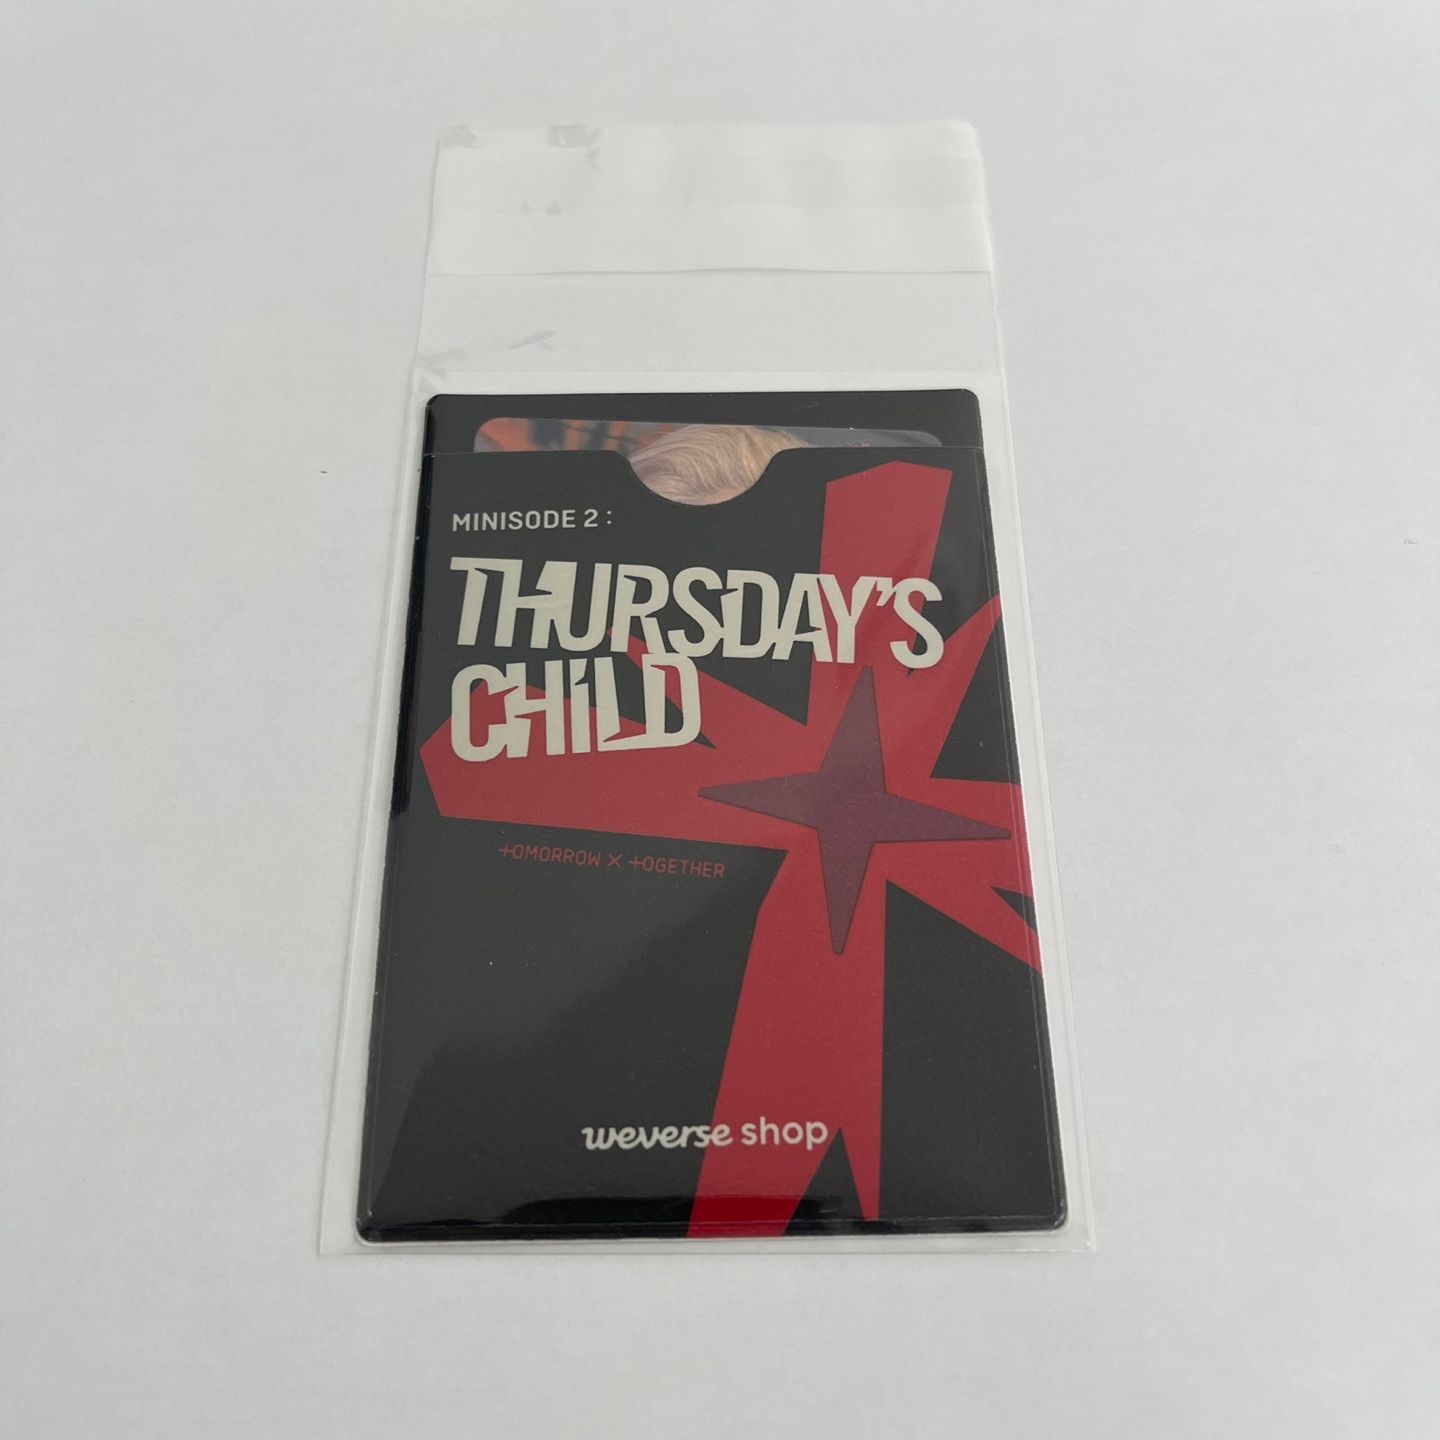 MINISODE 2 :
THURSDAY'S
CHiLD
TOMORROW X TOGETHER
weverse shop